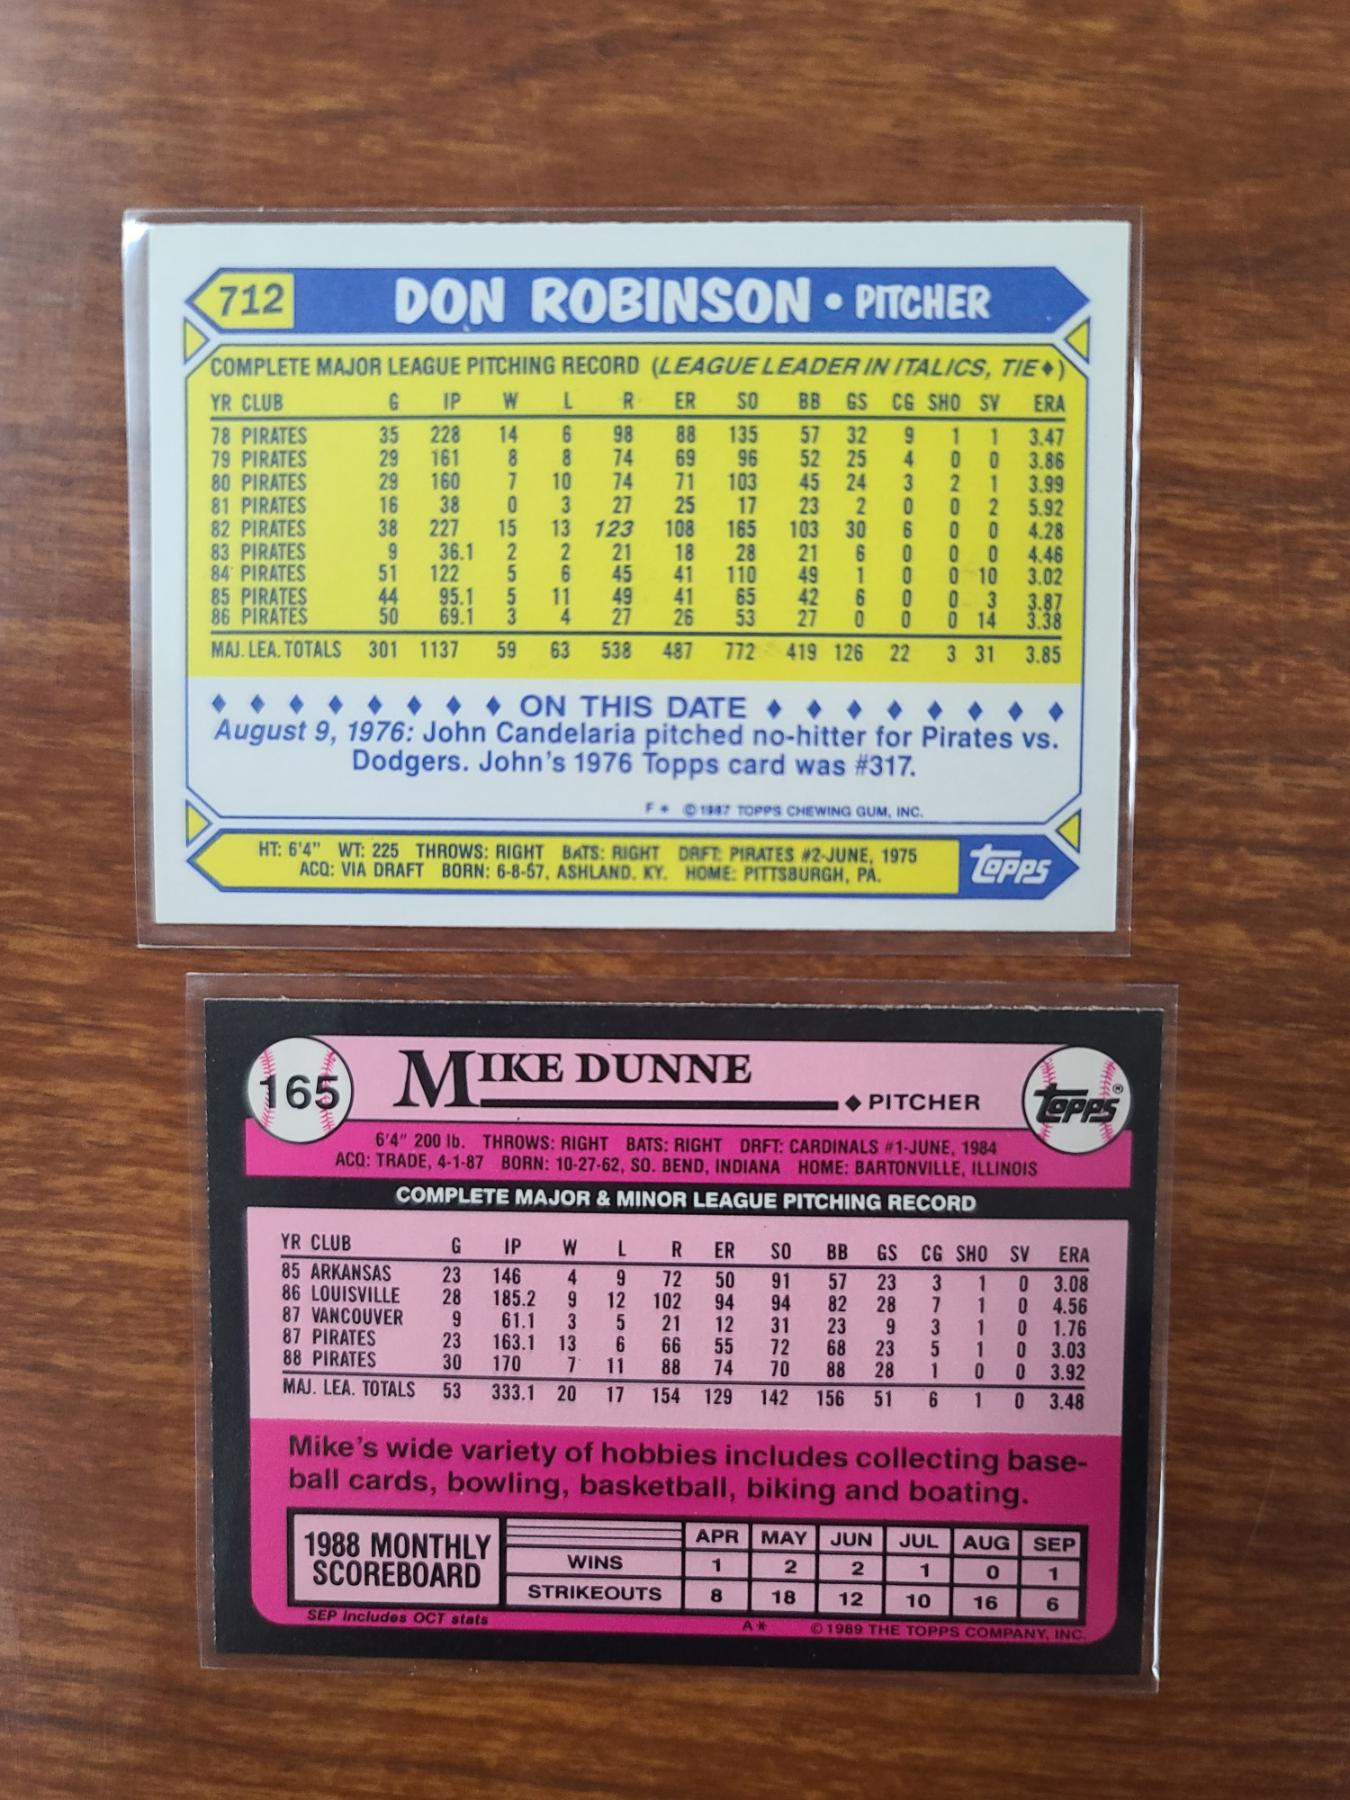 712 DON ROBINSON • PITCHER
COMPLETE MAJOR LEAGUE PITCHING RECORD (LEAGUE LEADER IN ITALICS, TIE♦)
YR CLUB G IP W L R ER SO BB GS CG SHO SV ERA
78 PIRATES 35 228 14 6 98 88 135 57 32 9 1 1 3.47
79 PIRATES 29 161 8 8 74 69 96 52 25 4 0 0 3.86
80 PIRATES 29 160 7 10 74 71 103 45 24 3 2 1 3.99
81 PIRATES 16 38 0 3 27 25 17 23 2 0 0 2 5.92
82 PIRATES 38 227 15 13 123 108 165 103 30 6 0 0 4.28
83 PIRATES 9 36.1 2 2 21 18 28 21 6 0 0 0 4.46
84 PIRATES 51 122 5 6 45 41 110 49 1 0 0 10 3.02
85 PIRATES 44 95.1 5 11 49 41 65 42 6 0 0 3 3.87
86 PIRATES 50 69.1 3 4 27 26 53 27 0 0 0 14 3.38
MAJ. LEA. TOTALS 301 1137 59 63 538 487 772 419 126 22 3 31 3.85
♦ ♦ ♦ ♦ ♦ ♦ ♦ ♦ ON THIS DATE ♦ ♦ ♦ ♦ ♦ ♦ ♦ ♦
August 9, 1976: John Candelaria pitched no-hitter for Pirates vs.
Dodgers. John's 1976 Topps card was #317.
F* © 1987 TOPPS CHEWING GUM, INC.
HT: 6'4" WT: 225 THROWS: RIGHT BATS: RIGHT DRFT: PIRATES #2-JUNE, 1975
ACQ: VIA DRAFT BORN: 6-8-57, ASHLAND, KY. HOME: PITTSBURGH, PA.
topps
165 MIKE DUNNE
♦ PITCHER
topps®
6'4" 200 lb. THROWS: RIGHT BATS: RIGHT DRFT: CARDINALS #1-JUNE, 1984
ACQ: TRADE, 4-1-87 BORN: 10-27-62, SO. BEND, INDIANA HOME: BARTONVILLE, ILLINOIS
COMPLETE MAJOR & MINOR LEAGUE PITCHING RECORD
YR CLUB G IP W L R ER SO BB GS CG SHO SV ERA
85 ARKANSAS 23 146 4 9 72 50 91 57 23 3 1 0 3.08
86 LOUISVILLE 28 185.2 9 12 102 94 94 82 28 7 1 0 4.56
87 VANCOUVER 9 61.1 3 5 21 12 31 23 9 3 1 0 1.76
87 PIRATES 23 163.1 13 6 66 55 72 68 23 5 1 0 3.03
88 PIRATES 30 170 7 11 88 74 70 88 28 1 0 0 3.92
MAJ. LEA. TOTALS 53 333.1 20 17 154 129 142 156 51 6 1 0 3.48
Mike's wide variety of hobbies includes collecting base-
ball cards, bowling, basketball, biking and boating.
1988 MONTHLY
SCOREBOARD
APR MAY JUN JUL AUG SEP
WINS 1 2 2 1 0 1
STRIKEOUTS 8 18 12 10 16 6
SEP includes OCT stats
A* © 1989 THE TOPPS COMPANY, INC.